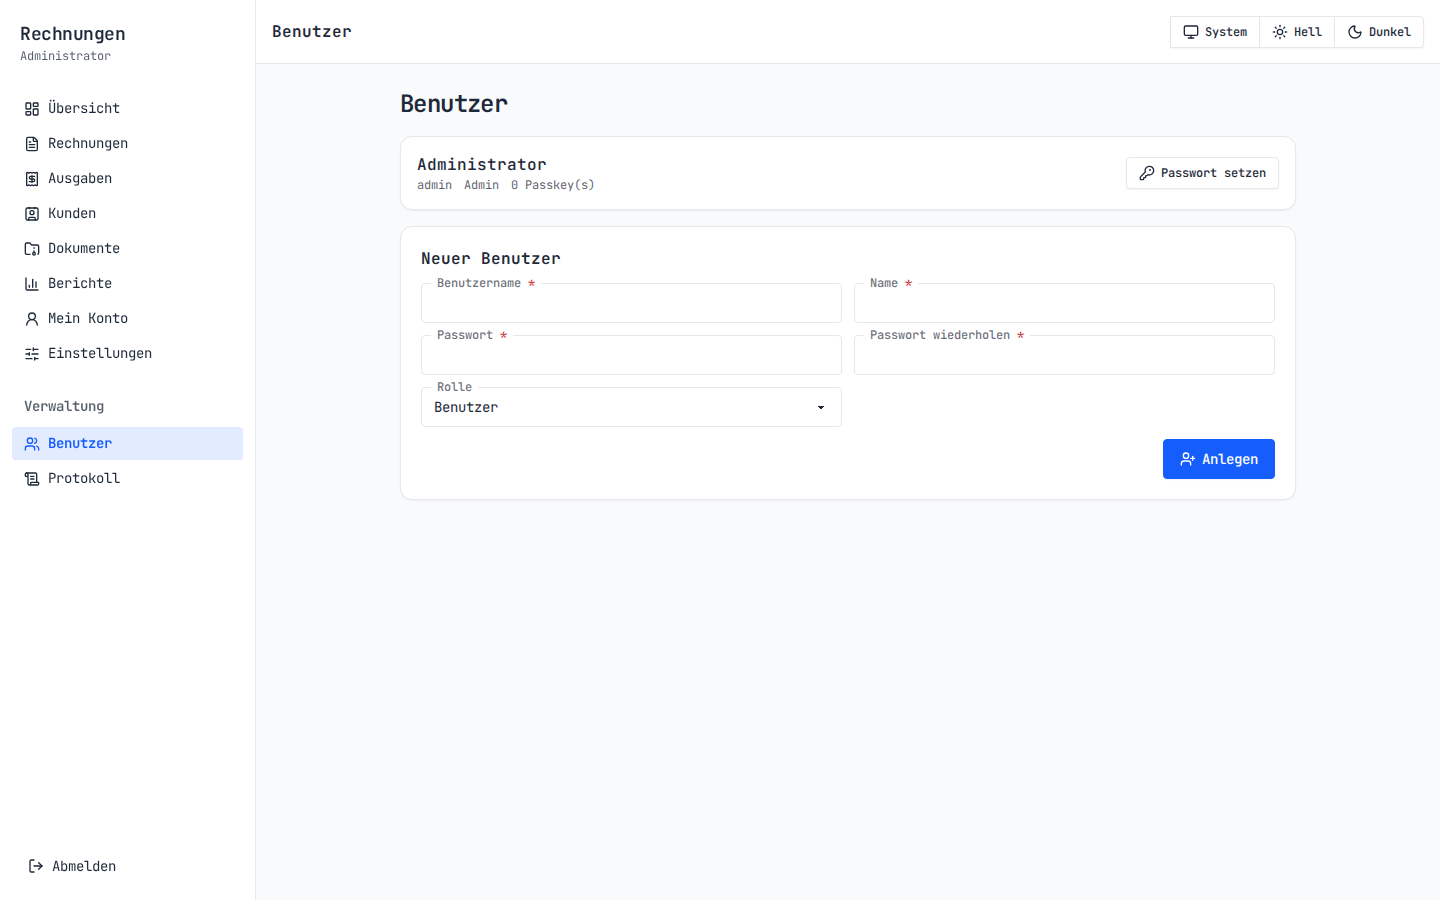 Rechnungen
Administrator
Übersicht
Rechnungen
Ausgaben
Kunden
Dokumente
Berichte
Mein Konto
Einstellungen
Verwaltung
Benutzer
Protokoll
Abmelden
Benutzer
System Hell Dunkel
Benutzer
Administrator
admin Admin 0 Passkey(s)
Passwort setzen
Neuer Benutzer
Benutzername * Name *
Passwort * Passwort wiederholen *
Rolle
Benutzer
Anlegen